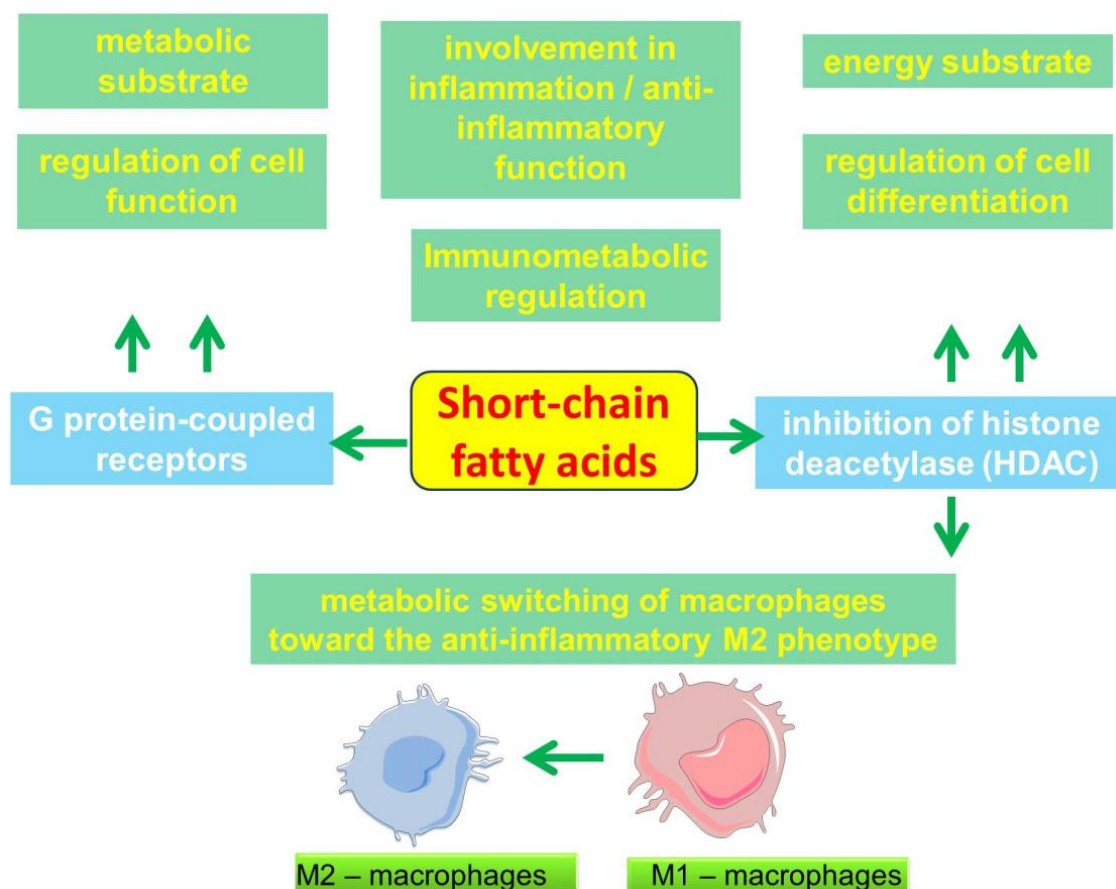 metabolic
substrate
involvement in
inflammation / anti-
inflammatory
function
energy substrate
regulation of cell
function
regulation of cell
differentiation
Immunometabolic
regulation
G protein-coupled
receptors
Short-chain
fatty acids
inhibition of histone
deacetylase (HDAC)
metabolic switching of macrophages
toward the anti-inflammatory M2 phenotype
M2 – macrophages
M1 – macrophages